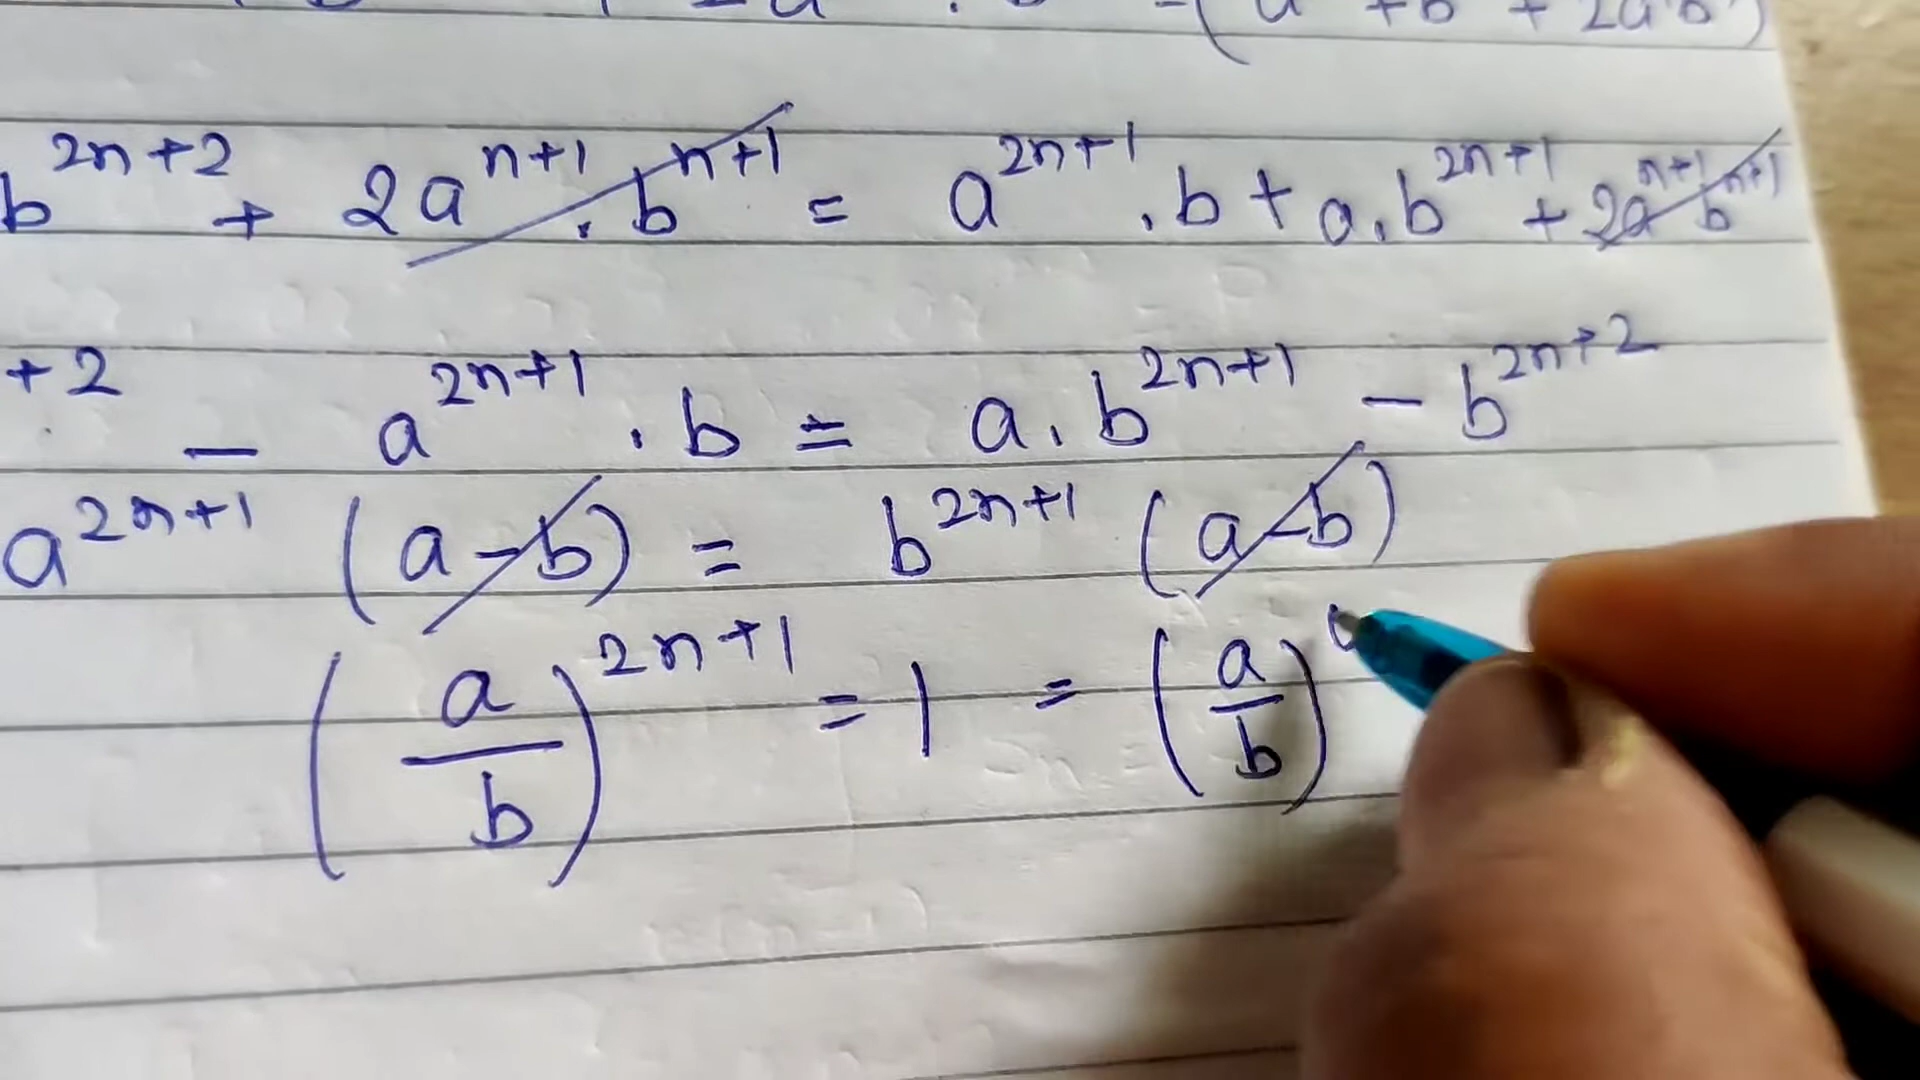 b^{2n+2} + 2a^{n+1} . b^{n+1} = a^{2n+1} . b + a . b^{2n+1} + 2a^{n+1} b^{n+1}
+2 - a^{2n+1} . b = a . b^{2n+1} - b^{2n+2}
a^{2n+1} (a-b) = b^{2n+1} (a-b)
(a/b)^{2n+1} = 1 = (a/b)